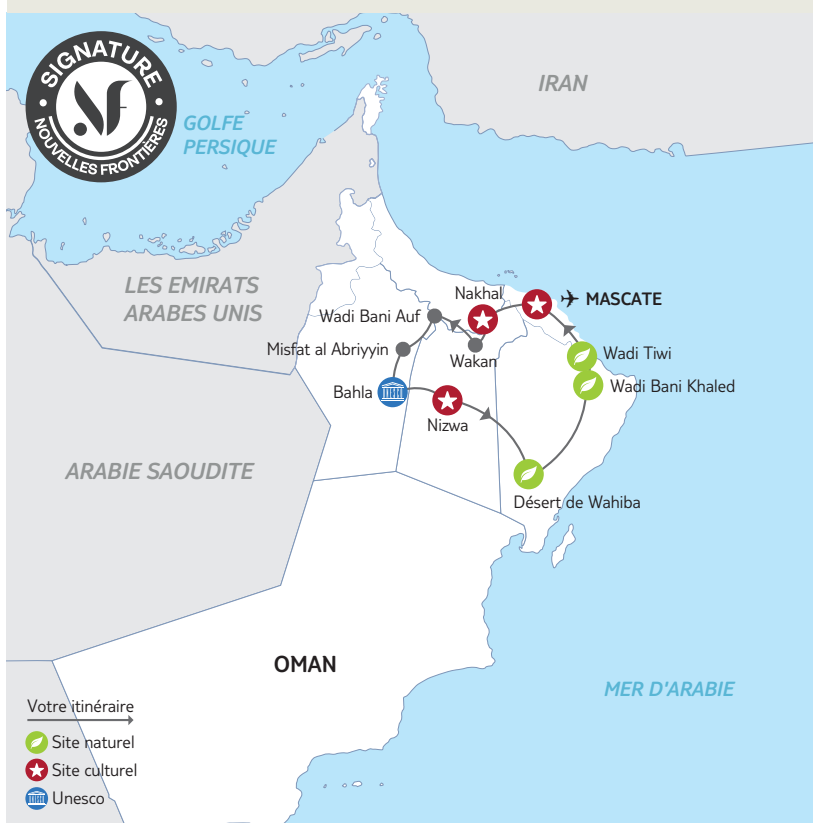 SIGNATURE
NF
NOUVELLES FRONTIÈRES
IRAN
GOLFE
PERSIQUE
LES EMIRATS
ARABES UNIS
Nakhal
MASCATE
Wadi Bani Auf
Misfat al Abriyyin
Wakan
Wadi Tiwi
Wadi Bani Khaled
Bahla
Nizwa
ARABIE SAOUDITE
Désert de Wahiba
OMAN
MER D'ARABIE
Votre itinéraire
Site naturel
Site culturel
Unesco